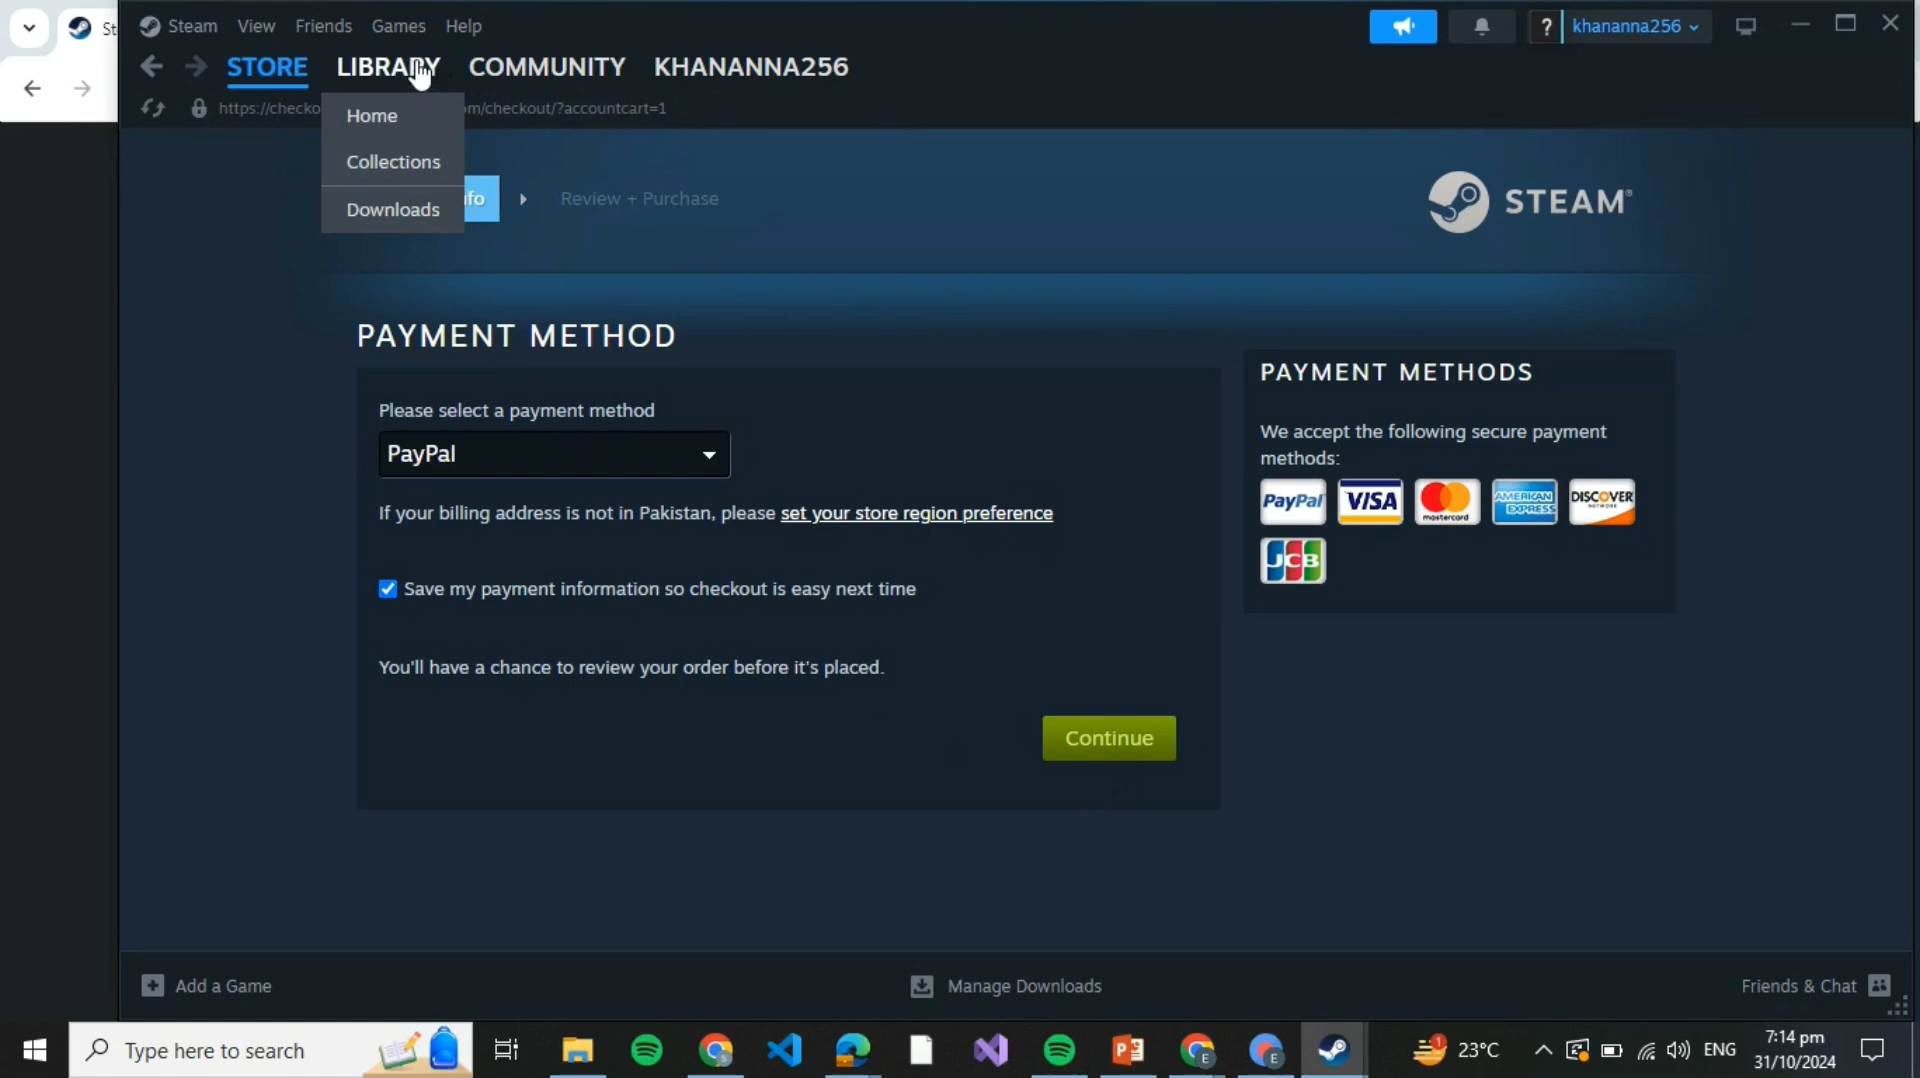 St
Steam View Friends Games Help
? khananna256
STORE LIBRARY COMMUNITY KHANANNA256
https://checko
m/checkout/?accountcart=1
Home
Collections
Downloads
fo
Review + Purchase
STEAM®
PAYMENT METHOD
Please select a payment method
PayPal
If your billing address is not in Pakistan, please set your store region preference
Save my payment information so checkout is easy next time
You'll have a chance to review your order before it's placed.
Continue
PAYMENT METHODS
We accept the following secure payment
methods:
PayPal VISA mastercard AMERICAN EXPRESS DISCOVER NETWORK
JCB
Add a Game
Manage Downloads
Friends & Chat
Type here to search
23°C
ENG
7:14 pm
31/10/2024